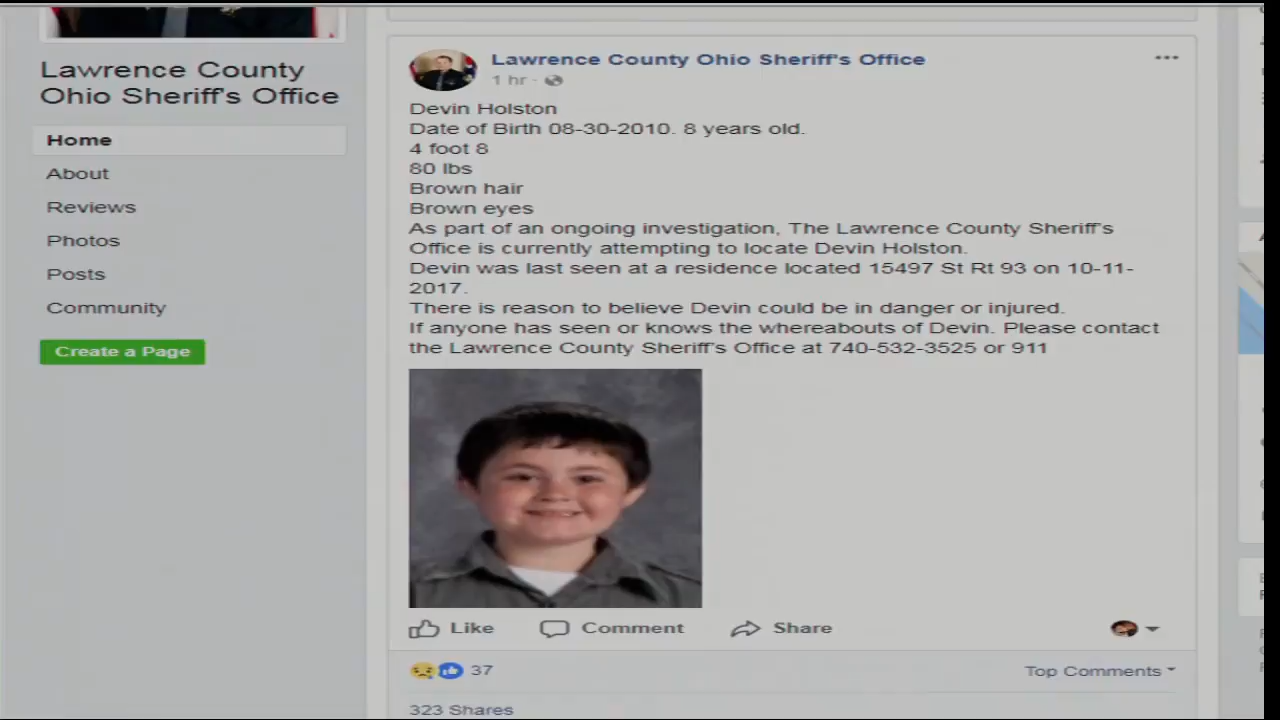 Lawrence County
Ohio Sheriff's Office
Home
About
Reviews
Photos
Posts
Community
Create a Page
Lawrence County Ohio Sheriff's Office
1 hr ·
Devin Holston
Date of Birth 08-30-2010. 8 years old.
4 foot 8
80 lbs
Brown hair
Brown eyes
As part of an ongoing investigation, The Lawrence County Sheriff's
Office is currently attempting to locate Devin Holston.
Devin was last seen at a residence located 15497 St Rt 93 on 10-11-
2017.
There is reason to believe Devin could be in danger or injured.
If anyone has seen or knows the whereabouts of Devin. Please contact
the Lawrence County Sheriff's Office at 740-532-3525 or 911
Like Comment Share
37 Top Comments
323 Shares